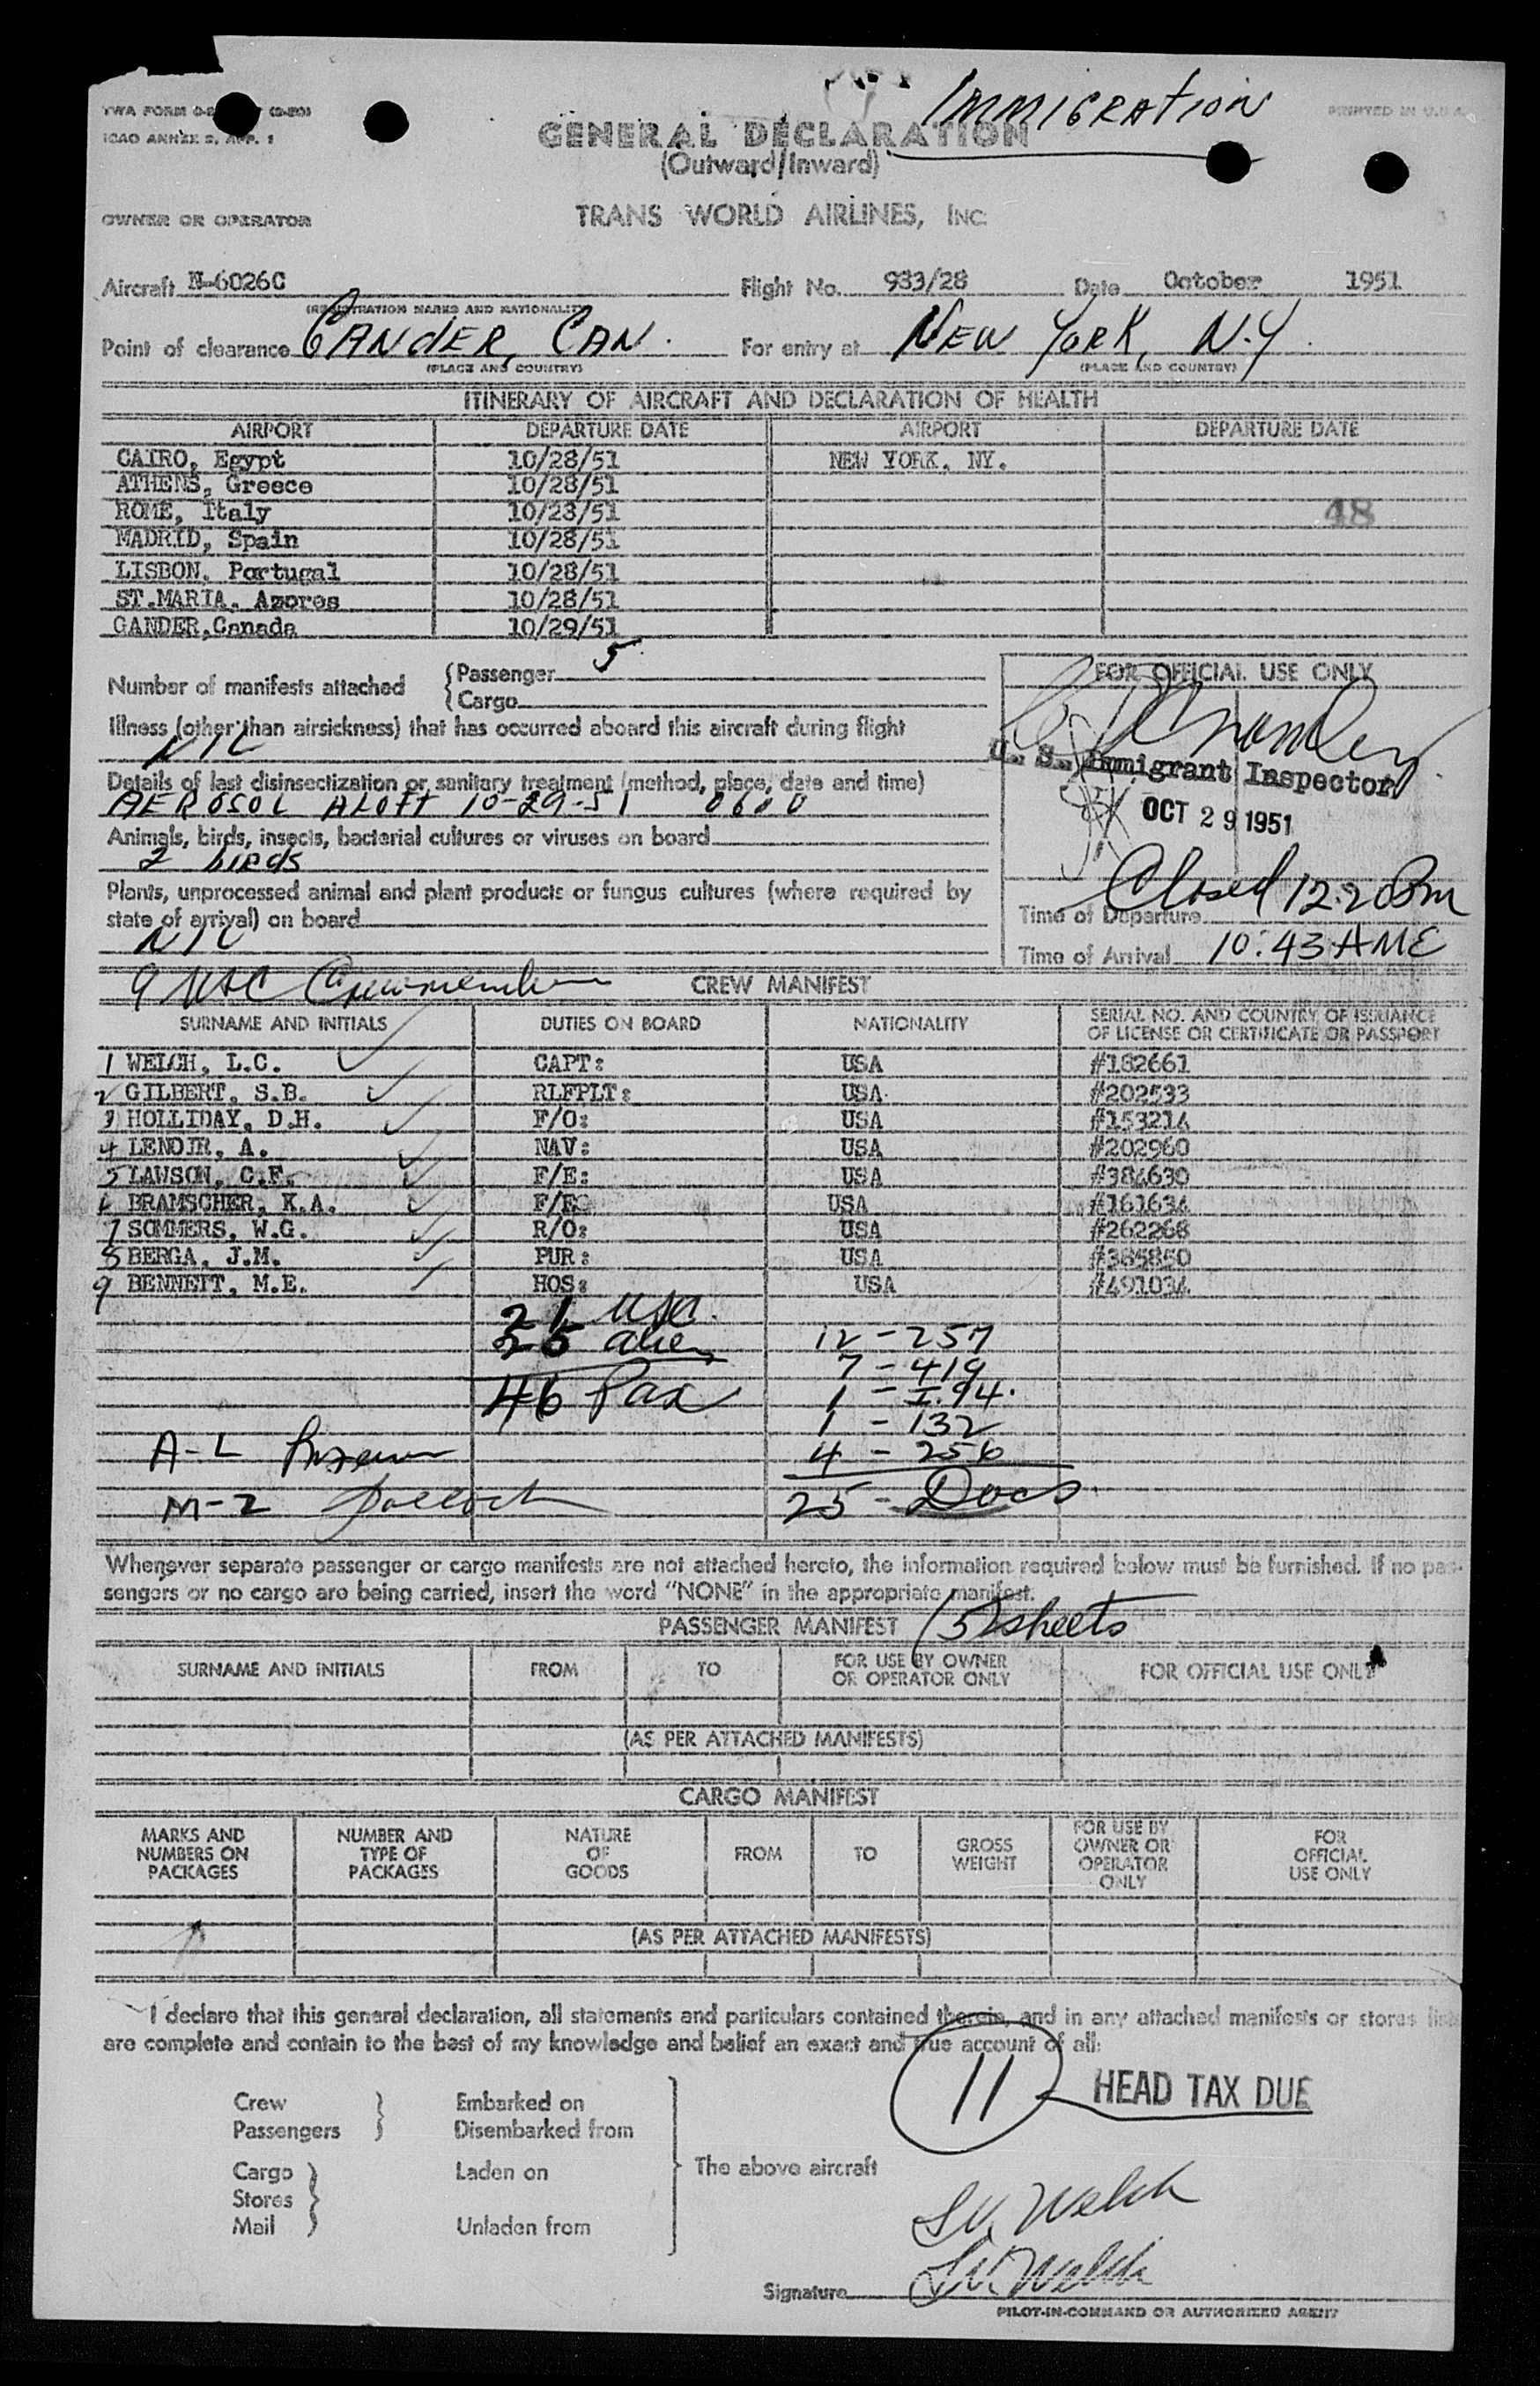 IMMIGRATION
TWA FORM
ICAO ANNEX 2, APP. 1
PRINTED IN U.S.A.
GENERAL DECLARATION
(Outward/Inward)
OWNER OR OPERATOR
TRANS WORLD AIRLINES, INC.
Aircraft N-6026C Flight No. 933/28 Date October 1951
(REGISTRATION MARKS AND NATIONALITY)
Point of clearance GANDER, CAN. For entry at NEW YORK, N.Y.
(PLACE AND COUNTRY) (PLACE AND COUNTRY)
ITINERARY OF AIRCRAFT AND DECLARATION OF HEALTH
AIRPORT DEPARTURE DATE AIRPORT DEPARTURE DATE
CAIRO, Egypt 10/28/51 NEW YORK, NY.
ATHENS, Greece 10/28/51
ROME, Italy 10/28/51 48
MADRID, Spain 10/28/51
LISBON, Portugal 10/28/51
ST.MARIA, Azores 10/28/51
GANDER, Canada 10/29/51
Number of manifests attached
Passenger 5
Cargo
FOR OFFICIAL USE ONLY
Illness (other than airsickness) that has occurred aboard this aircraft during flight
NIL
U. S. Immigrant Inspector
Details of last disinsectization or sanitary treatment (method, place, date and time)
AEROSOL ALOFT 10-29-51 0600
OCT 29 1951
Animals, birds, insects, bacterial cultures or viruses on board
2 birds
Plants, unprocessed animal and plant products or fungus cultures (where required by
state of arrival) on board
NIL
Closed 12:20 Pm
Time of Departure
Time of Arrival 10:43 AME
9 USC Crewmembers
CREW MANIFEST
SURNAME AND INITIALS DUTIES ON BOARD NATIONALITY SERIAL NO. AND COUNTRY OF ISSUANCE
OF LICENSE OR CERTIFICATE OR PASSPORT
1 WELCH, L.C. CAPT: USA #182661
2 GILBERT, S.B. RLFPLT: USA #202533
3 HOLLIDAY, D.H. F/O: USA #153214
4 LENOIR, A. NAV: USA #202960
5 LAWSON, C.F. F/E: USA #384630
6 BRAMSCHER, K.A. F/E USA #161634
7 SOMMERS, W.G. R/O: USA #262268
8 BERGA, J.M. PUR: USA #385850
9 BENNETT, M.E. HOS: USA #491034
21 USC.
25 alien 12 - 257
7 - 419
46 Pax 1 - I.94.
1 - 132
A-L 4 - 256
M-2 25 - Docs.
Whenever separate passenger or cargo manifests are not attached hereto, the information required below must be furnished. If no pas-
sengers or no cargo are being carried, insert the word "NONE" in the appropriate manifest.
PASSENGER MANIFEST (5) sheets
SURNAME AND INITIALS FROM TO FOR USE BY OWNER
OR OPERATOR ONLY FOR OFFICIAL USE ONLY
(AS PER ATTACHED MANIFESTS)
CARGO MANIFEST
MARKS AND
NUMBERS ON
PACKAGES
NUMBER AND
TYPE OF
PACKAGES
NATURE
OF
GOODS
FROM
TO
GROSS
WEIGHT
FOR USE BY
OWNER OR
OPERATOR
ONLY
FOR
OFFICIAL
USE ONLY
(AS PER ATTACHED MANIFESTS)
I declare that this general declaration, all statements and particulars contained therein, and in any attached manifests or stores lists
are complete and contain to the best of my knowledge and belief an exact and true account of all:
11 HEAD TAX DUE
Crew Embarked on
Passengers Disembarked from
Cargo Laden on The above aircraft
Stores
Mail Unladen from
Welch
Signature Welch
PILOT-IN-COMMAND OR AUTHORIZED AGENT